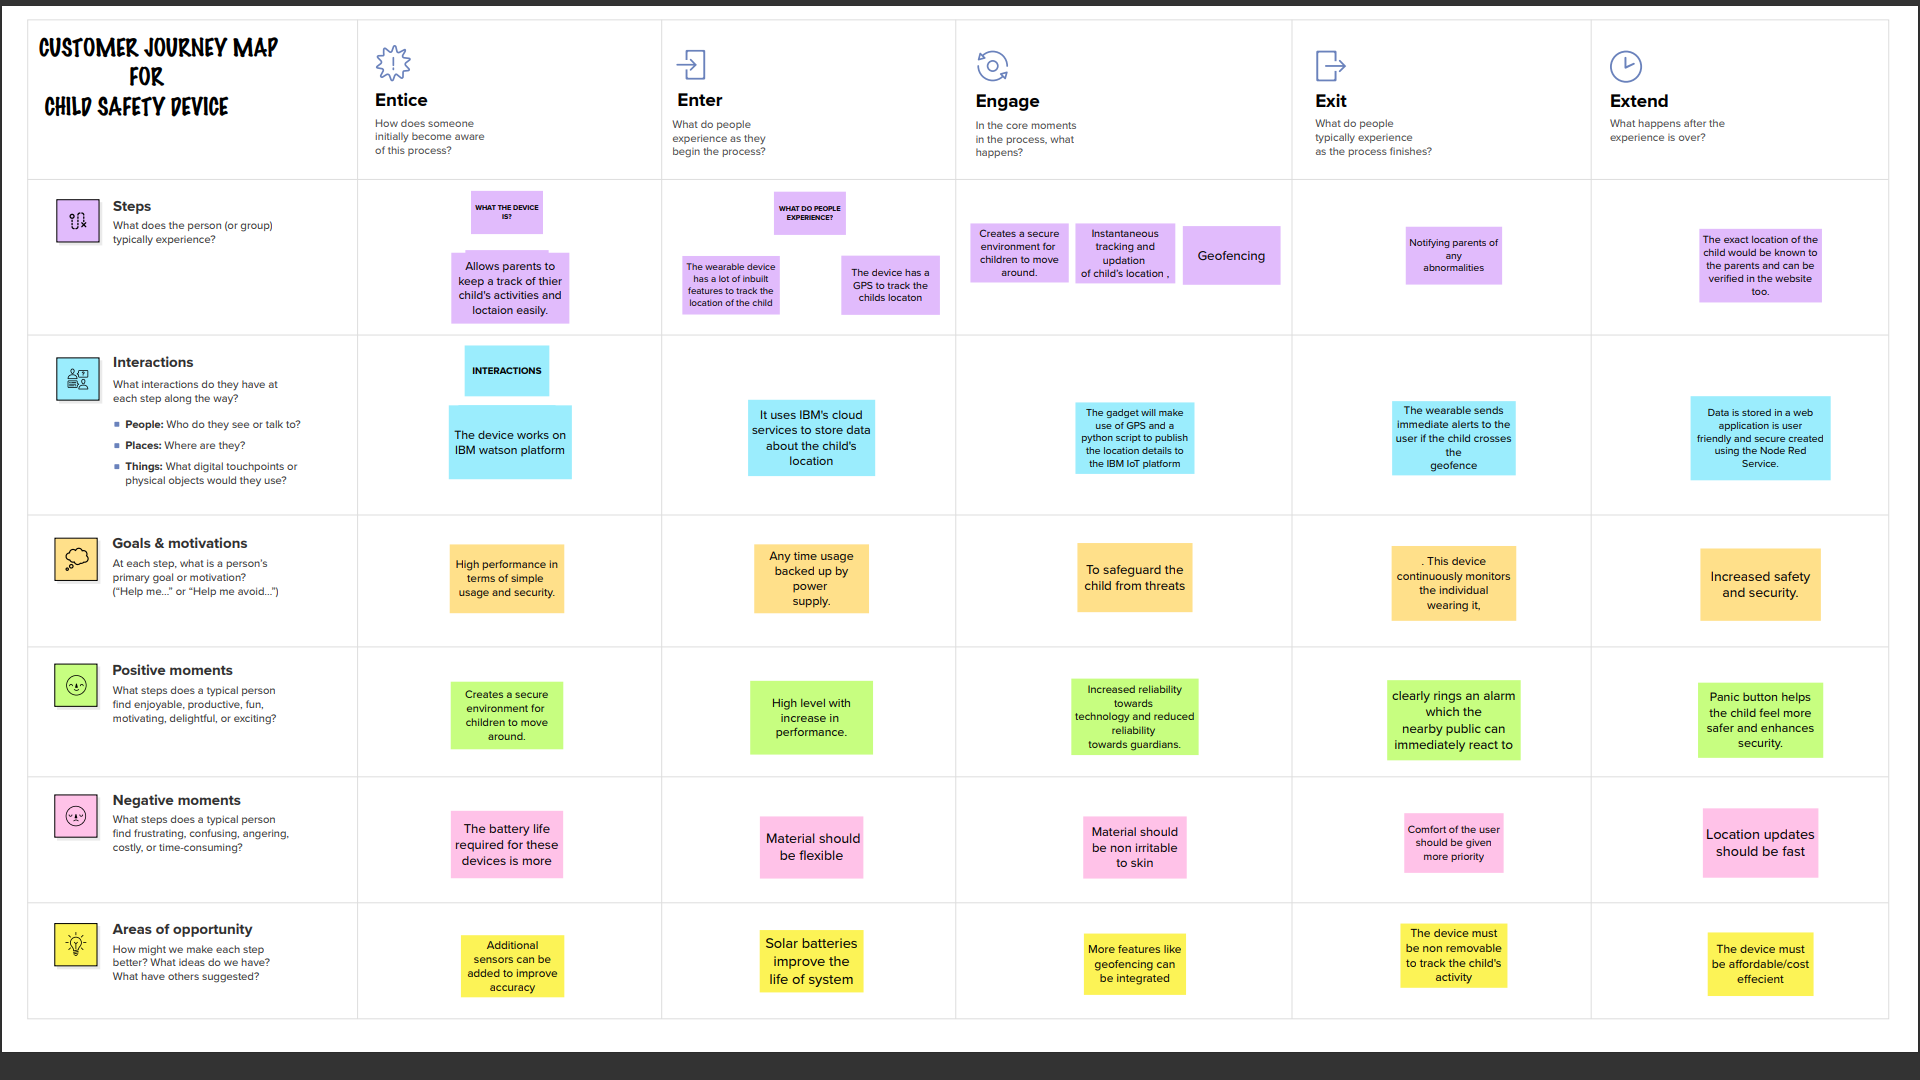 CUSTOMER JOURNEY MAP
FOR
CHILD SAFETY DEVICE
Entice
How does someone
initially become aware
of this process?
Enter
What do people
experience as they
begin the process?
Engage
In the core moments
in the process, what
happens?
Exit
What do people
typically experience
as the process finishes?
Extend
What happens after the
experience is over?
Steps
What does the person (or group)
typically experience?
WHAT THE DEVICE
IS?
Allows parents to
keep a track of thier
child's activities and
loctaion easily.
WHAT DO PEOPLE
EXPERIENCE?
The wearable device
has a lot of inbuilt
features to track the
location of the child
The device has a
GPS to track the
childs locaton
Creates a secure
environment for
children to move
around.
Instantaneous
tracking and
updation
of child's location ,
Geofencing
Notifying parents of
any
abnormalities
The exact location of the
child would be known to
the parents and can be
verified in the website
too.
Interactions
What interactions do they have at
each step along the way?
People: Who do they see or talk to?
Places: Where are they?
Things: What digital touchpoints or
physical objects would they use?
INTERACTIONS
The device works on
IBM watson platform
It uses IBM's cloud
services to store data
about the child's
location
The gadget will make
use of GPS and a
python script to publish
the location details to
the IBM IoT platform
The wearable sends
immediate alerts to the
user if the child crosses
the
geofence
Data is stored in a web
application is user
friendly and secure created
using the Node Red
Service.
Goals & motivations
At each step, what is a person's
primary goal or motivation?
("Help me..." or "Help me avoid...")
High performance in
terms of simple
usage and security.
Any time usage
backed up by
power
supply.
To safeguard the
child from threats
. This device
continuously monitors
the individual
wearing it,
Increased safety
and security.
Positive moments
What steps does a typical person
find enjoyable, productive, fun,
motivating, delightful, or exciting?
Creates a secure
environment for
children to move
around.
High level with
increase in
performance.
Increased reliability
towards
technology and reduced
reliability
towards guardians.
clearly rings an alarm
which the
nearby public can
immediately react to
Panic button helps
the child feel more
safer and enhances
security.
Negative moments
What steps does a typical person
find frustrating, confusing, angering,
costly, or time-consuming?
The battery life
required for these
devices is more
Material should
be flexible
Material should
be non irritable
to skin
Comfort of the user
should be given
more priority
Location updates
should be fast
Areas of opportunity
How might we make each step
better? What ideas do we have?
What have others suggested?
Additional
sensors can be
added to improve
accuracy
Solar batteries
improve the
life of system
More features like
geofencing can
be integrated
The device must
be non removable
to track the child's
activity
The device must
be affordable/cost
effecient